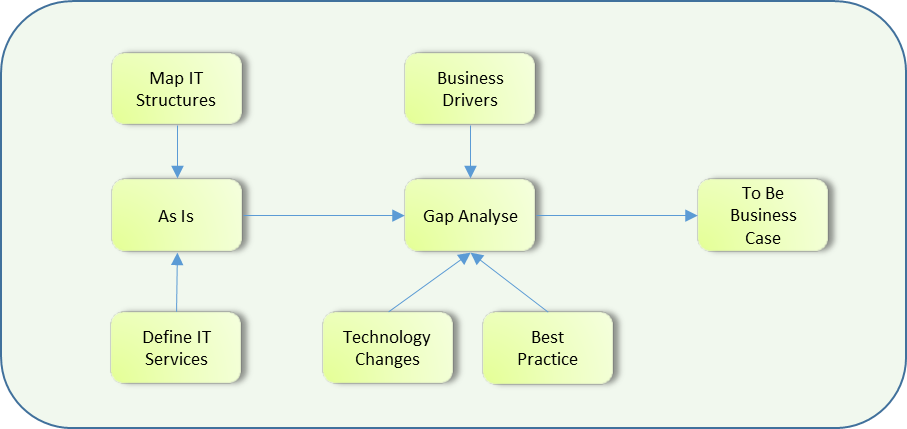 Map IT
Structures
Business
Drivers
As Is
Gap Analyse
To Be
Business
Case
Define IT
Services
Technology
Changes
Best
Practice